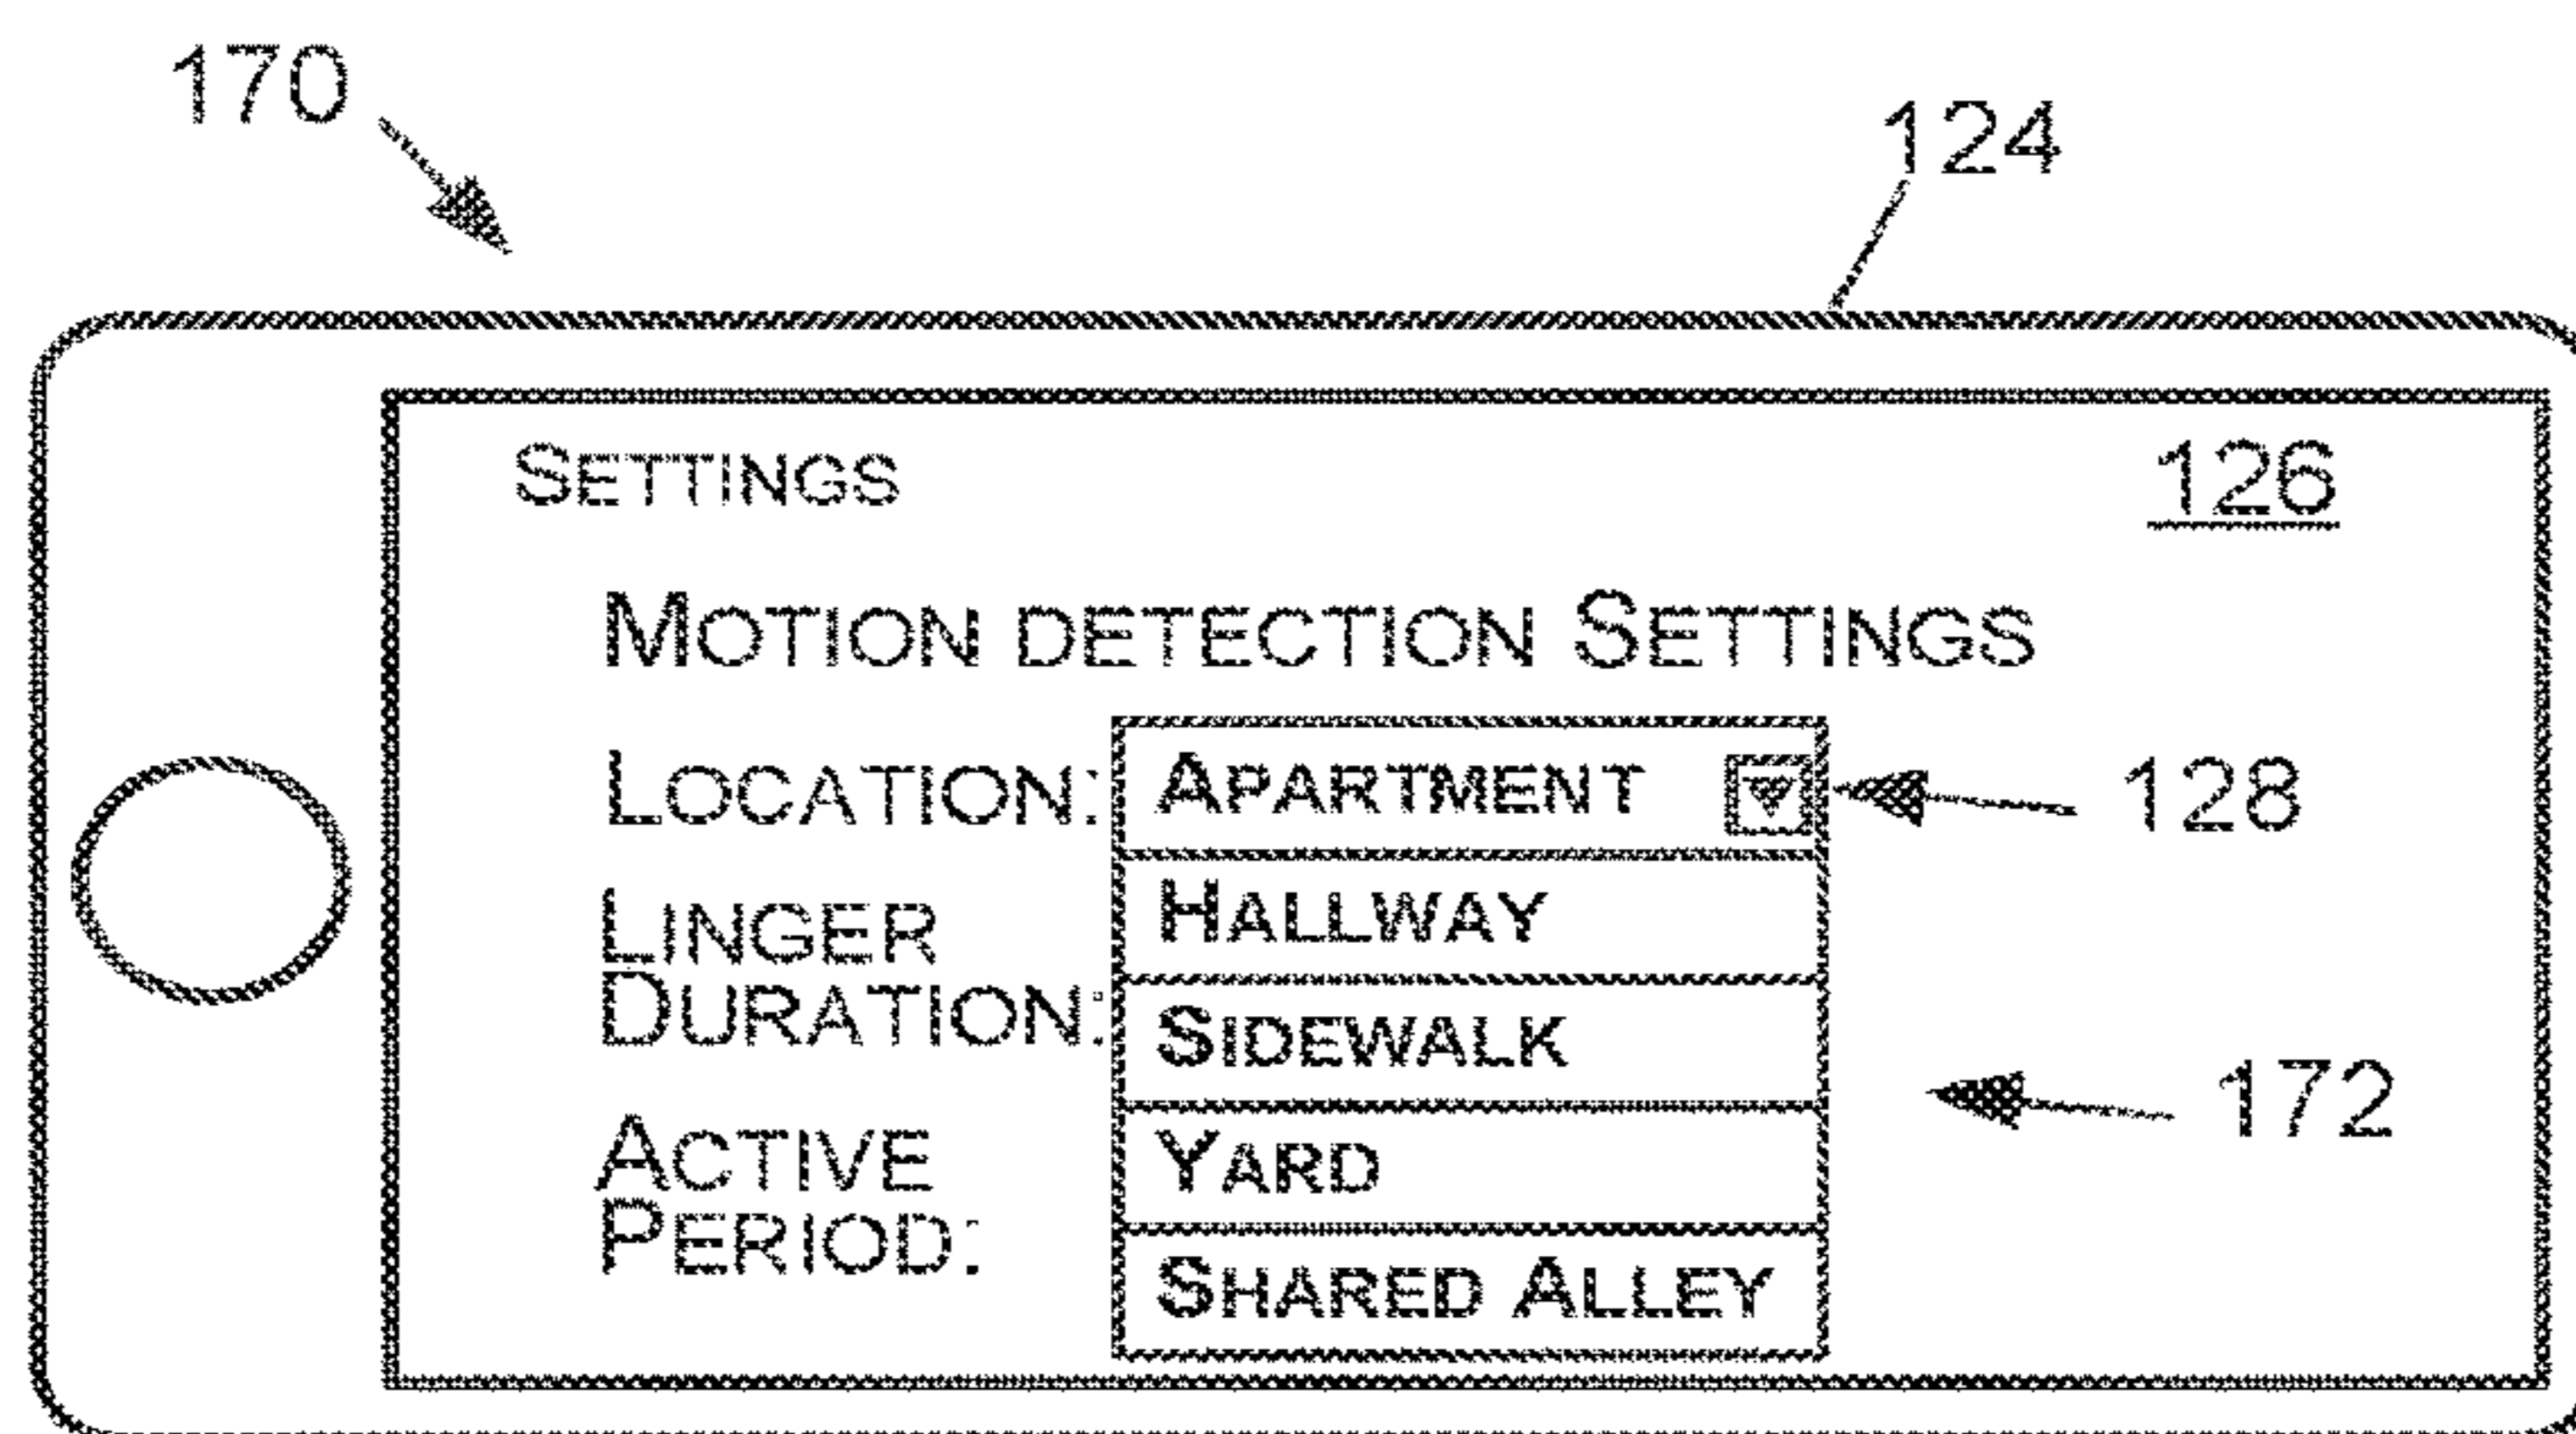 170
124
SETTINGS
126
MOTION DETECTION SETTINGS
LOCATION: APARTMENT
128
HALLWAY
LINGER
DURATION:
SIDEWALK
172
ACTIVE
PERIOD:
YARD
SHARED ALLEY